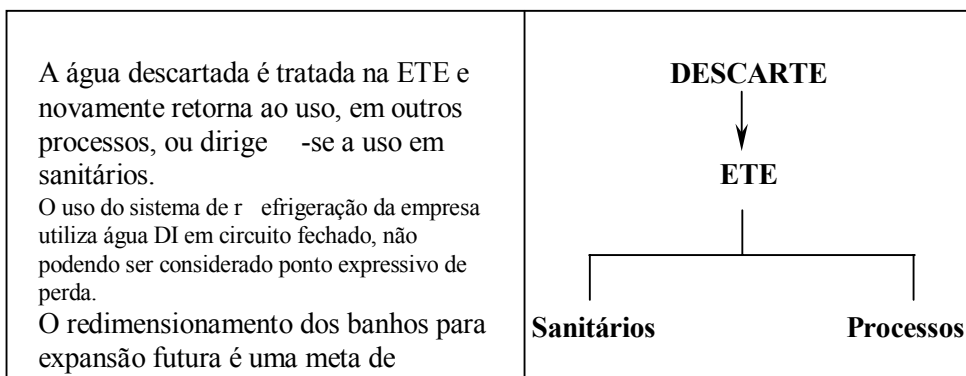 A água descartada é tratada na ETE e
novamente retorna ao uso, em outros
processos, ou dirige -se a uso em
sanitários.
O uso do sistema de r efrigeração da empresa
utiliza água DI em circuito fechado, não
podendo ser considerado ponto expressivo de
perda.
O redimensionamento dos banhos para
expansão futura é uma meta de
DESCARTE
ETE
Sanitários
Processos